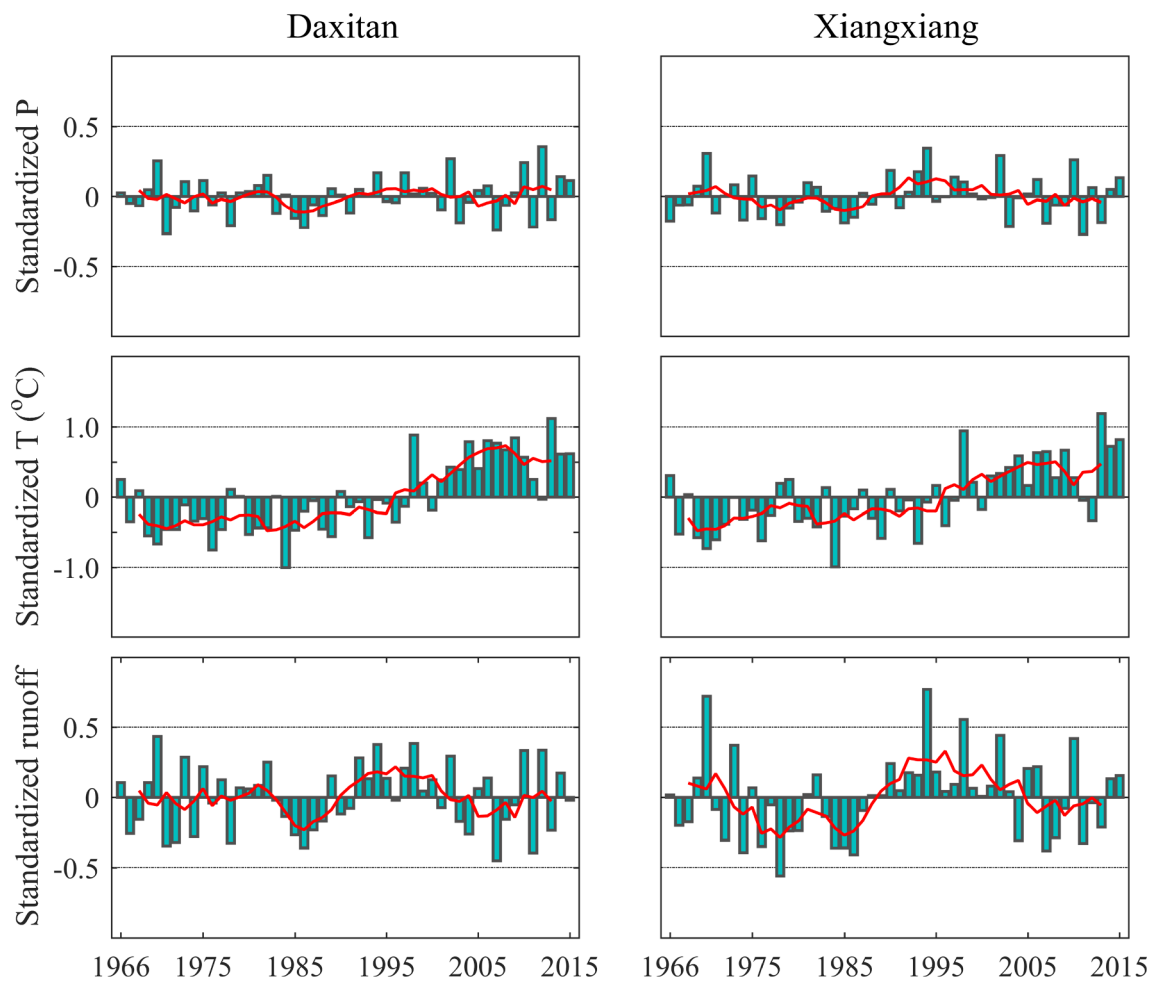 Daxitan Xiangxiang
Standardized P
0.5
0
-0.5
Standardized T (°C)
1.0
0
-1.0
Standardized runoff
0.5
0
-0.5
1966 1975 1985 1995 2005 2015 1966 1975 1985 1995 2005 2015